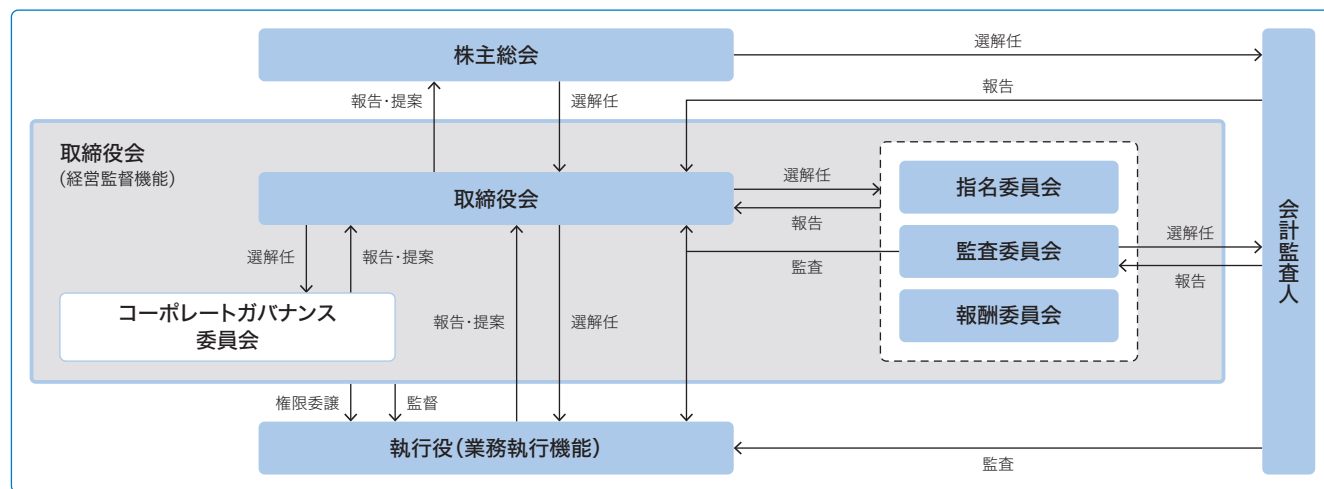 株主総会
選解任
報告・提案
選解任
報告
取締役会
(経営監督機能)
取締役会
選解任
報告
指名委員会
監査委員会
報酬委員会
監査
選解任
報告
会計監査人
選解任
報告・提案
コーポレートガバナンス
委員会
報告・提案
選解任
権限委譲
監督
執行役(業務執行機能)
監査